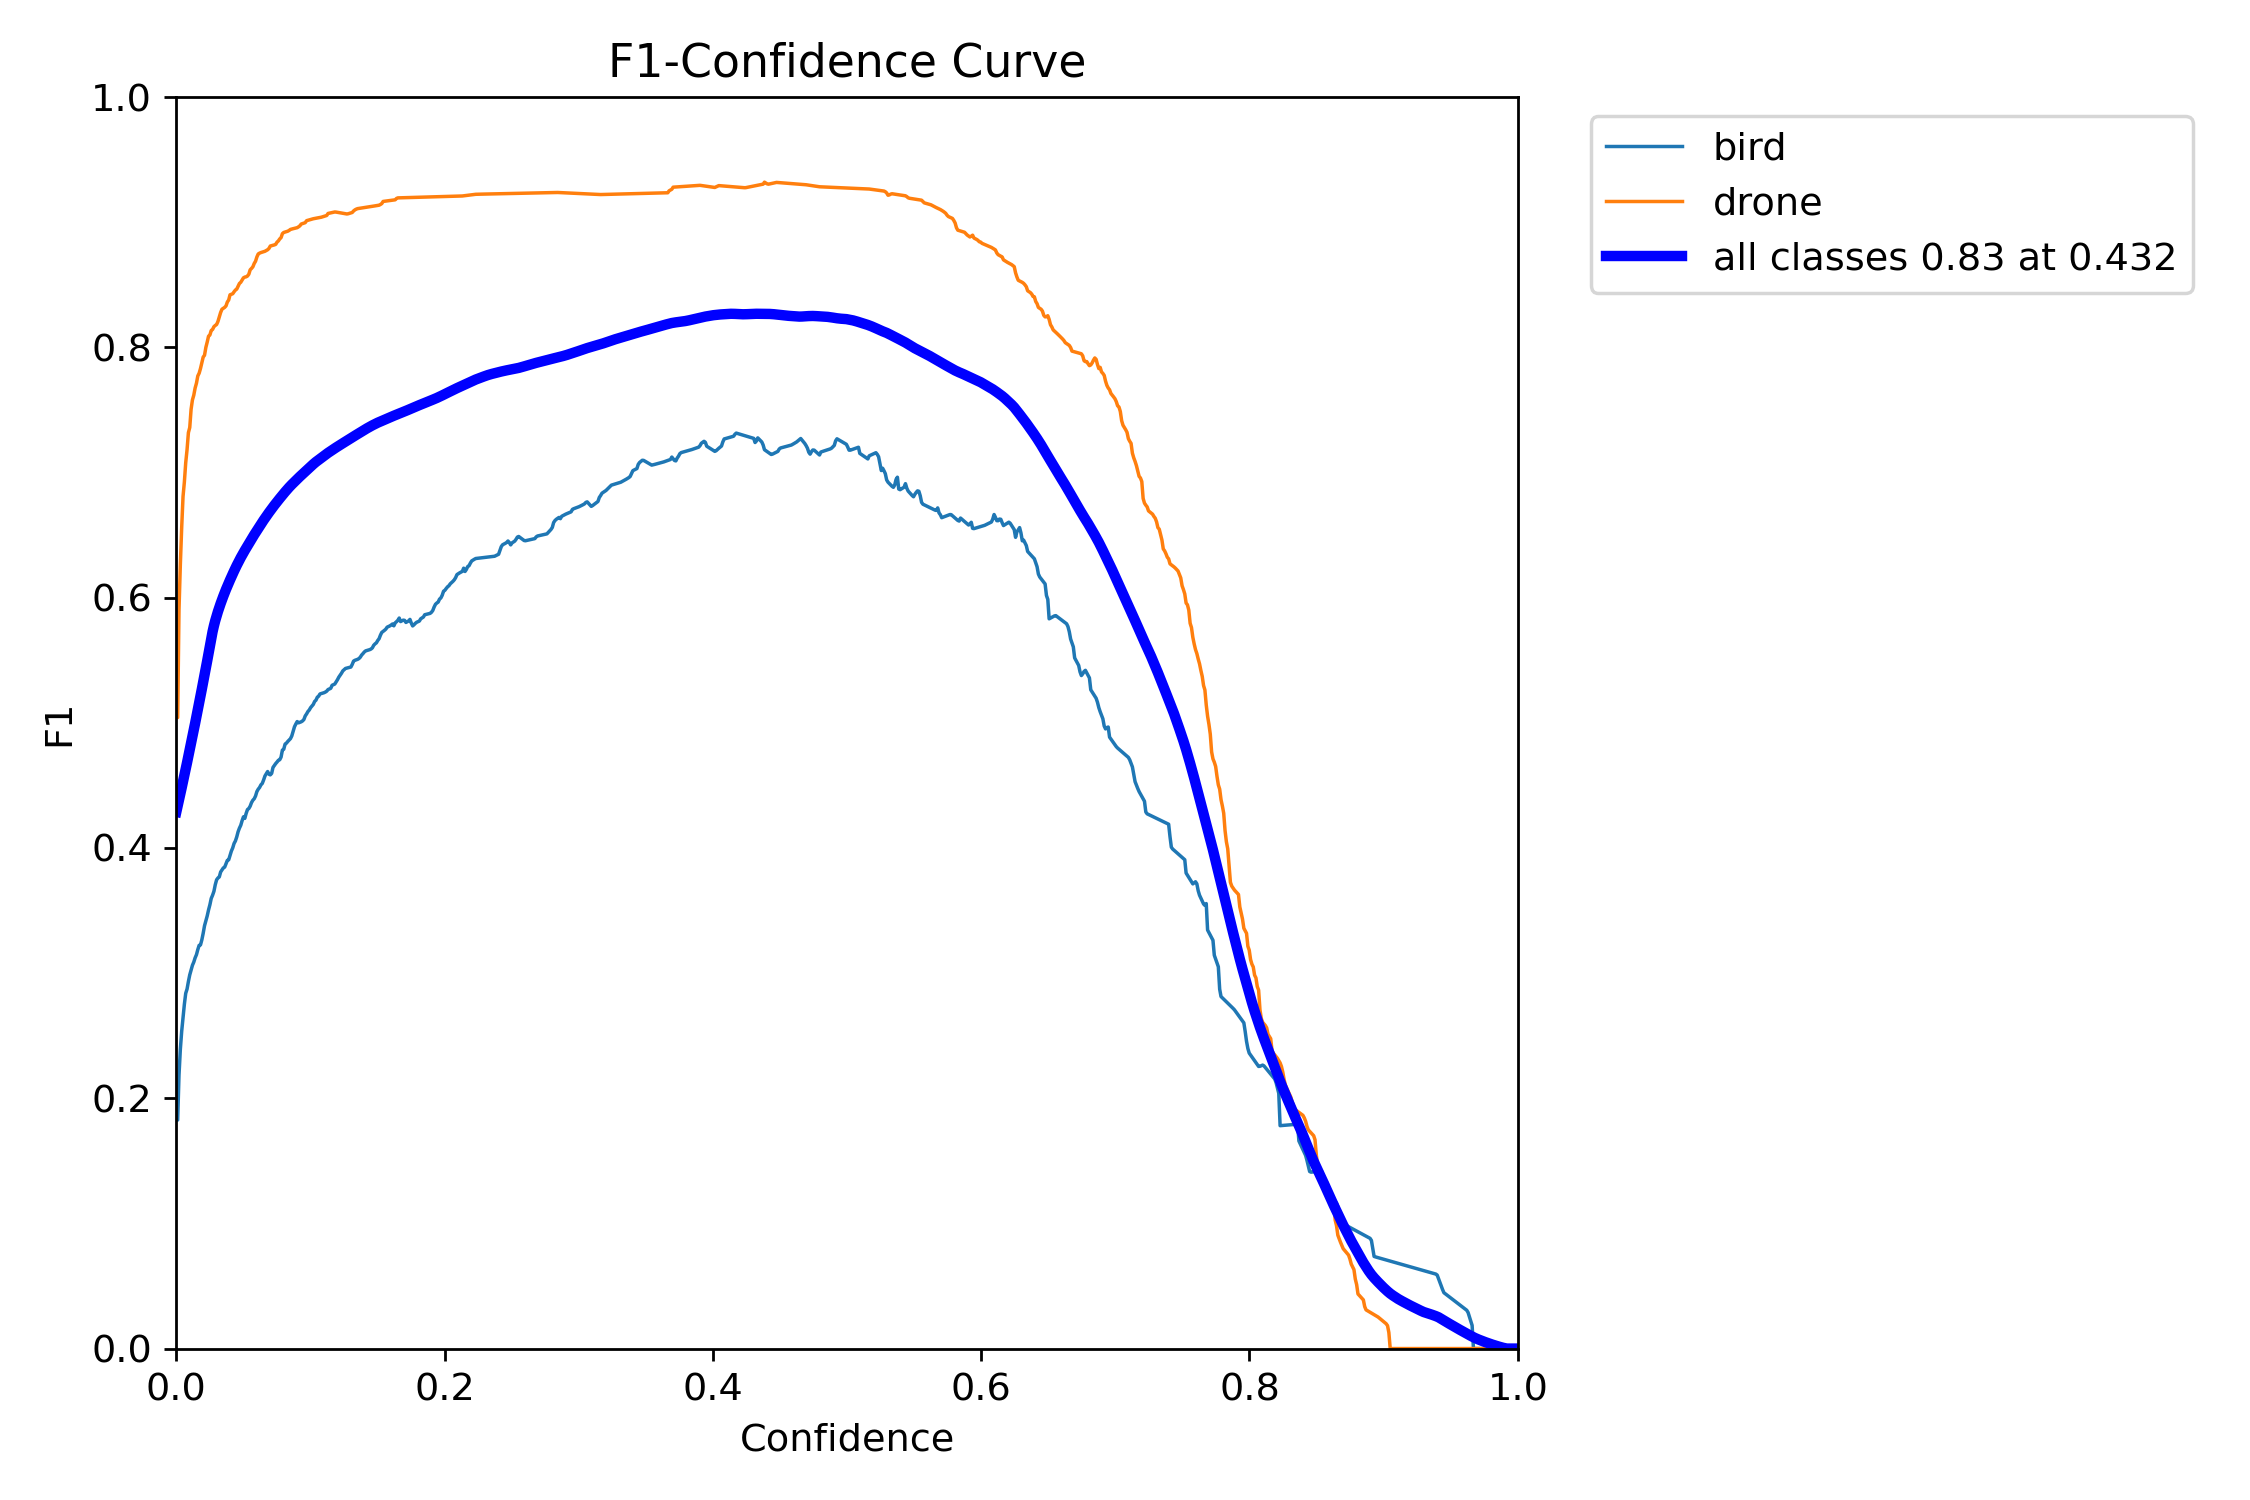 F1-Confidence Curve
bird
drone
all classes 0.83 at 0.432
F1
1.0
0.8
0.6
0.4
0.2
0.0
0.0 0.2 0.4 0.6 0.8 1.0
Confidence